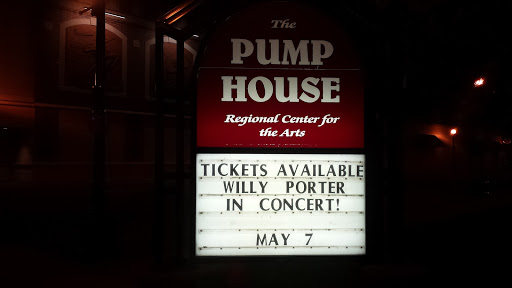 The
PUMP
HOUSE
Regional Center for
the Arts
TICKETS AVAILABLE
WILLY PORTER
IN CONCERT!
MAY 7